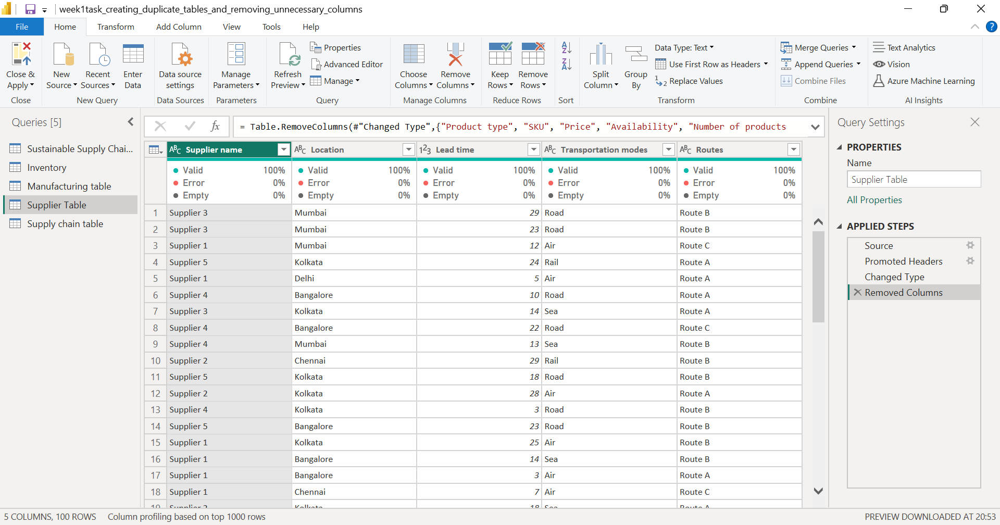 week1task_creating_duplicate_tables_and_removing_unnecessary_columns
File Home Transform Add Column View Tools Help
Close & Apply
New Source
Recent Sources
Enter Data
Data source settings
Manage Parameters
Refresh Preview
Properties
Advanced Editor
Manage
Choose Columns
Remove Columns
Keep Rows
Remove Rows
Split Column
Group By
Data Type: Text
Use First Row as Headers
Replace Values
Merge Queries
Append Queries
Combine Files
Text Analytics
Vision
Azure Machine Learning
Close New Query Data Sources Parameters Query Manage Columns Reduce Rows Sort Transform Combine AI Insights
Queries [5]
Sustainable Supply Chai...
Inventory
Manufacturing table
Supplier Table
Supply chain table
fx = Table.RemoveColumns(#"Changed Type",{"Product type", "SKU", "Price", "Availability", "Number of products
ABC Supplier name ABC Location 123 Lead time ABC Transportation modes ABC Routes
Valid 100% Valid 100% Valid 100% Valid 100% Valid 100%
Error 0% Error 0% Error 0% Error 0% Error 0%
Empty 0% Empty 0% Empty 0% Empty 0% Empty 0%
1 Supplier 3 Mumbai 29 Road Route B
2 Supplier 3 Mumbai 23 Road Route B
3 Supplier 1 Mumbai 12 Air Route C
4 Supplier 5 Kolkata 24 Rail Route A
5 Supplier 1 Delhi 5 Air Route A
6 Supplier 4 Bangalore 10 Road Route A
7 Supplier 3 Kolkata 14 Sea Route A
8 Supplier 4 Bangalore 22 Road Route C
9 Supplier 4 Mumbai 13 Sea Route B
10 Supplier 2 Chennai 29 Rail Route B
11 Supplier 5 Kolkata 18 Road Route B
12 Supplier 2 Kolkata 28 Air Route A
13 Supplier 4 Kolkata 3 Road Route B
14 Supplier 5 Bangalore 23 Road Route B
15 Supplier 1 Kolkata 25 Air Route B
16 Supplier 1 Bangalore 14 Sea Route B
17 Supplier 1 Bangalore 3 Air Route A
18 Supplier 1 Chennai 7 Air Route C
Query Settings
PROPERTIES
Name
Supplier Table
All Properties
APPLIED STEPS
Source
Promoted Headers
Changed Type
Removed Columns
5 COLUMNS, 100 ROWS Column profiling based on top 1000 rows PREVIEW DOWNLOADED AT 20:53